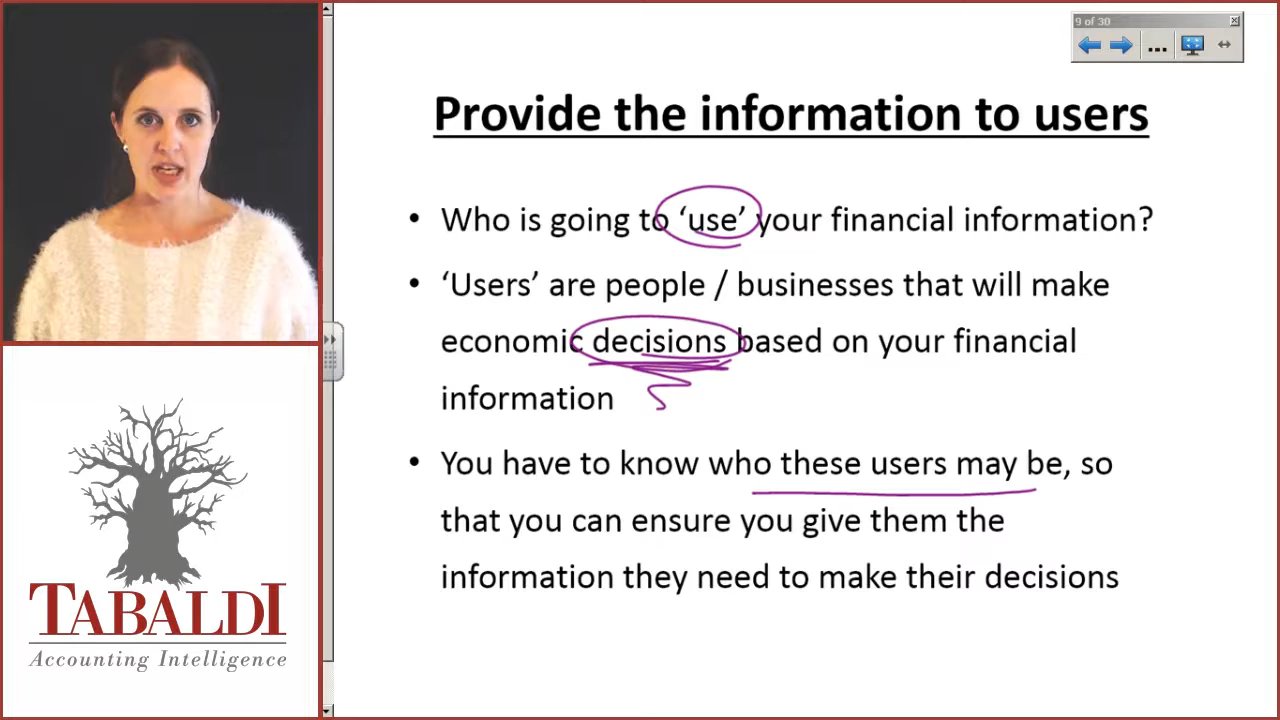 9 of 30
Provide the information to users
• Who is going to ‘use’ your financial information?
• ‘Users’ are people / businesses that will make
economic decisions based on your financial
information
• You have to know who these users may be, so
that you can ensure you give them the
information they need to make their decisions
TABALDI
Accounting Intelligence